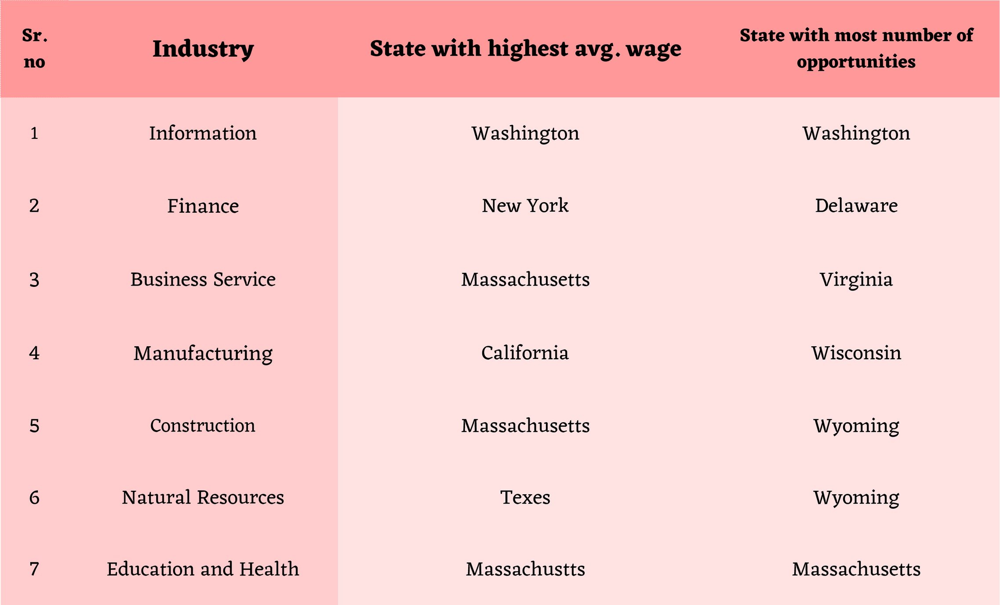 Sr. no Industry State with highest avg. wage State with most number of opportunities
1 Information Washington Washington
2 Finance New York Delaware
3 Business Service Massachusetts Virginia
4 Manufacturing California Wisconsin
5 Construction Massachusetts Wyoming
6 Natural Resources Texes Wyoming
7 Education and Health Massachustts Massachusetts